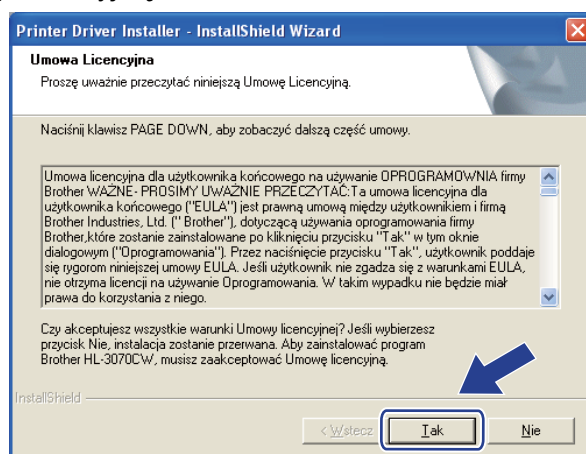 Printer Driver Installer - InstallShield Wizard
Umowa Licencyjna
Proszę uważnie przeczytać niniejszą Umowę Licencyjną.
Naciśnij klawisz PAGE DOWN, aby zobaczyć dalszą część umowy.
Umowa licencyjna dla użytkownika końcowego na używanie OPROGRAMOWNIA firmy
Brother WAŻNE- PROSIMY UWAŻNIE PRZECZYTAĆ:Ta umowa licencyjna dla
użytkownika końcowego ("EULA") jest prawną umową między użytkownikiem i firmą
Brother Industries, Ltd. (" Brother"), dotyczącą używania oprogramowania firmy
Brother,które zostanie zainstalowane po kliknięciu przycisku "Tak" w tym oknie
dialogowym ("Oprogramowania"). Przez naciśnięcie przycisku "Tak", użytkownik poddaje
się rygorom niniejszej umowy EULA. Jeśli użytkownik nie zgadza się z warunkami EULA,
nie otrzyma licencji na używanie Oprogramowania. W takim wypadku nie będzie miał
prawa do korzystania z niego.
Czy akceptujesz wszystkie warunki Umowy licencyjnej? Jeśli wybierzesz
przycisk Nie, instalacja zostanie przerwana. Aby zainstalować program
Brother HL-3070CW, musisz zaakceptować Umowę licencyjną.
InstallShield
< Wstecz Tak Nie